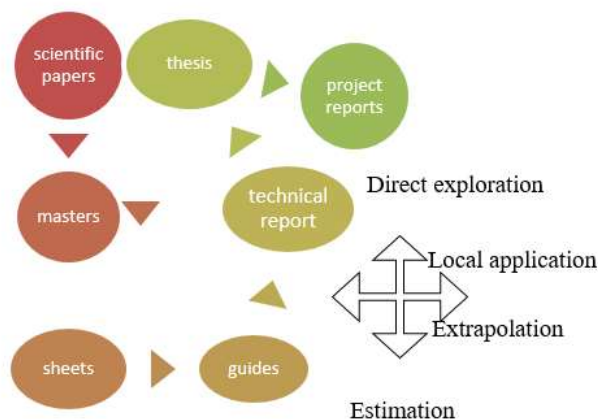 scientific
papers
thesis
project
reports
masters
technical
report
Direct exploration
Local application
Extrapolation
sheets
guides
Estimation